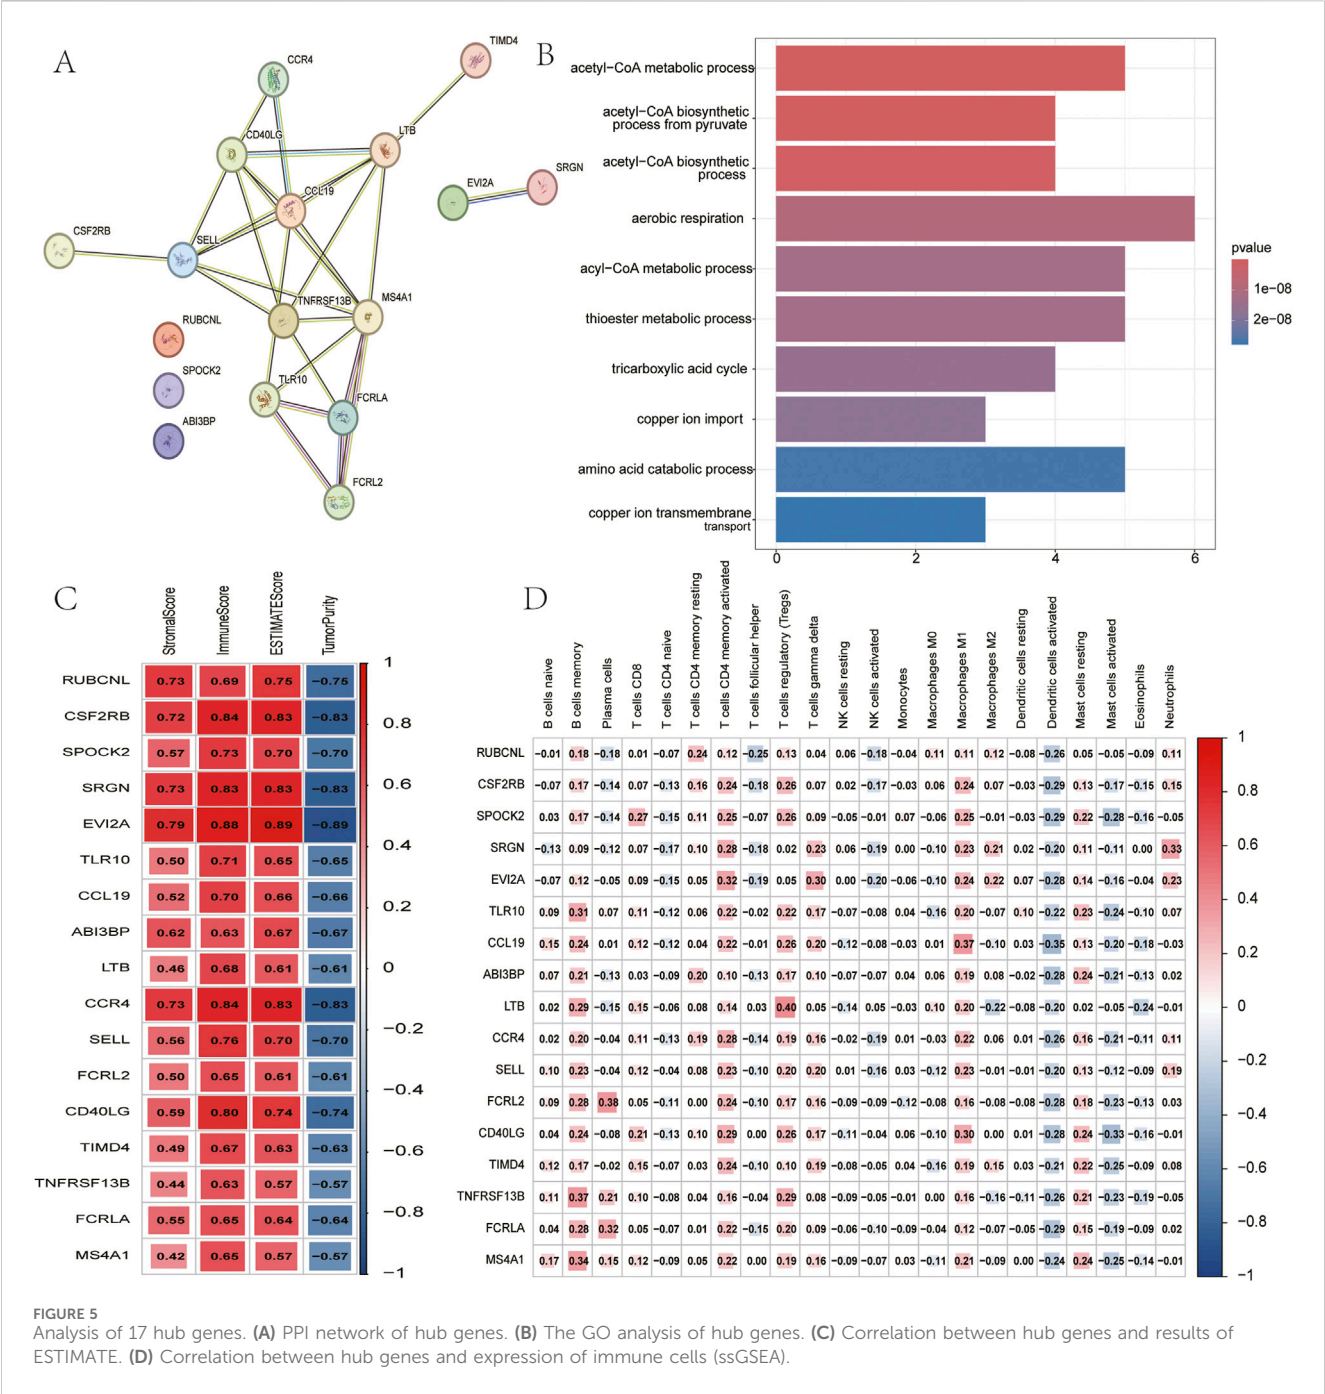 A
CCR4
TIMD4
CD40LG
LTB
CCL19
SRGN
EVI2A
CSF2RB
SELL
TNFRSF13B
MS4A1
RUBCNL
SPOCK2
TLR10
FCRLA
ABI3BP
FCRL2
B
acetyl−CoA metabolic process
acetyl−CoA biosynthetic
process from pyruvate
acetyl−CoA biosynthetic
process
aerobic respiration
acyl−CoA metabolic process
thioester metabolic process
tricarboxylic acid cycle
copper ion import
amino acid catabolic process
copper ion transmembrane
transport
0 2 4 6
pvalue
1e−08
2e−08
C
StromalScore ImmuneScore ESTIMATEScore TumorPurity
RUBCNL 0.73 0.69 0.75 −0.75
CSF2RB 0.72 0.84 0.83 −0.83
SPOCK2 0.57 0.73 0.70 −0.70
SRGN 0.73 0.83 0.83 −0.83
EVI2A 0.79 0.88 0.89 −0.89
TLR10 0.50 0.71 0.65 −0.65
CCL19 0.52 0.70 0.66 −0.66
ABI3BP 0.62 0.63 0.67 −0.67
LTB 0.46 0.68 0.61 −0.61
CCR4 0.73 0.84 0.83 −0.83
SELL 0.56 0.76 0.70 −0.70
FCRL2 0.50 0.65 0.61 −0.61
CD40LG 0.59 0.80 0.74 −0.74
TIMD4 0.49 0.67 0.63 −0.63
TNFRSF13B 0.44 0.63 0.57 −0.57
FCRLA 0.55 0.65 0.64 −0.64
MS4A1 0.42 0.65 0.57 −0.57
1
0.8
0.6
0.4
0.2
0
−0.2
−0.4
−0.6
−0.8
−1
D
B cells naive
B cells memory
Plasma cells
T cells CD8
T cells CD4 naive
T cells CD4 memory resting
T cells CD4 memory activated
T cells follicular helper
T cells regulatory (Tregs)
T cells gamma delta
NK cells resting
NK cells activated
Monocytes
Macrophages M0
Macrophages M1
Macrophages M2
Dendritic cells resting
Dendritic cells activated
Mast cells resting
Mast cells activated
Eosinophils
Neutrophils
RUBCNL −0.01 0.18 −0.18 0.01 −0.07 0.24 0.12 −0.25 0.13 0.04 0.06 −0.18 −0.04 0.11 0.11 0.12 −0.08 −0.26 0.05 −0.05 −0.09 0.11
CSF2RB −0.07 0.17 −0.14 0.07 −0.13 0.16 0.24 −0.18 0.26 0.07 0.02 −0.17 −0.03 0.06 0.24 0.07 −0.03 −0.29 0.13 −0.17 −0.15 0.15
SPOCK2 0.03 0.17 −0.14 0.27 −0.15 0.11 0.25 −0.07 0.26 0.09 −0.05 −0.01 0.07 −0.06 0.25 −0.01 −0.03 −0.29 0.22 −0.28 −0.16 −0.05
SRGN −0.13 0.09 −0.12 0.07 −0.17 0.10 0.28 −0.18 0.02 0.23 0.06 −0.19 0.00 −0.10 0.23 0.21 0.02 −0.20 0.11 −0.11 0.00 0.33
EVI2A −0.07 0.12 −0.05 0.09 −0.15 0.05 0.32 −0.19 0.05 0.30 0.00 −0.20 −0.06 −0.10 0.24 0.22 0.07 −0.28 0.14 −0.16 −0.04 0.23
TLR10 0.09 0.31 0.07 0.11 −0.12 0.06 0.22 −0.02 0.22 0.17 −0.07 −0.08 0.04 −0.16 0.20 −0.07 0.10 −0.22 0.23 −0.24 −0.10 0.07
CCL19 0.15 0.24 0.01 0.12 −0.12 0.04 0.22 −0.01 0.26 0.20 −0.12 −0.08 −0.03 0.01 0.37 −0.10 0.03 −0.35 0.13 −0.20 −0.18 −0.03
ABI3BP 0.07 0.21 −0.13 0.03 −0.09 0.20 0.10 −0.13 0.17 0.10 −0.07 −0.07 0.04 0.06 0.19 0.08 −0.02 −0.28 0.24 −0.21 −0.13 0.02
LTB 0.02 0.29 −0.15 0.15 −0.06 0.08 0.14 0.03 0.40 0.05 −0.14 0.05 −0.03 0.10 0.20 −0.22 −0.08 −0.20 0.02 −0.05 −0.24 −0.01
CCR4 0.02 0.20 −0.04 0.11 −0.13 0.19 0.28 −0.14 0.19 0.16 −0.02 −0.19 0.01 −0.03 0.22 0.06 0.01 −0.26 0.16 −0.21 −0.11 0.11
SELL 0.10 0.23 −0.04 0.12 −0.04 0.08 0.23 −0.10 0.20 0.20 0.01 −0.16 0.03 −0.12 0.23 −0.01 −0.01 −0.20 0.13 −0.12 −0.09 0.19
FCRL2 0.09 0.28 0.38 0.05 −0.11 0.00 0.24 −0.10 0.17 0.16 −0.09 −0.09 −0.12 −0.08 0.16 −0.08 −0.08 −0.28 0.18 −0.23 −0.13 0.03
CD40LG 0.04 0.24 −0.08 0.21 −0.13 0.10 0.29 0.00 0.26 0.17 −0.11 −0.04 0.06 −0.10 0.30 0.00 0.01 −0.28 0.24 −0.33 −0.16 −0.01
TIMD4 0.12 0.17 −0.02 0.15 −0.07 0.03 0.24 −0.10 0.10 0.19 −0.08 −0.05 0.04 −0.16 0.19 0.15 0.03 −0.21 0.22 −0.25 −0.09 0.08
TNFRSF13B 0.11 0.37 0.21 0.10 −0.08 0.04 0.16 −0.04 0.29 0.08 −0.09 −0.05 −0.01 0.00 0.16 −0.16 −0.11 −0.26 0.21 −0.23 −0.19 −0.05
FCRLA 0.04 0.28 0.32 0.05 −0.07 0.01 0.22 −0.15 0.20 0.09 −0.06 −0.10 −0.09 −0.04 0.12 −0.07 −0.05 −0.29 0.15 −0.19 −0.09 0.02
MS4A1 0.17 0.34 0.15 0.12 −0.09 0.05 0.22 0.00 0.19 0.16 −0.09 −0.07 0.03 −0.11 0.21 −0.09 0.00 −0.24 0.24 −0.25 −0.14 −0.01
1
0.8
0.6
0.4
0.2
0
−0.2
−0.4
−0.6
−0.8
−1
FIGURE 5
Analysis of 17 hub genes. (A) PPI network of hub genes. (B) The GO analysis of hub genes. (C) Correlation between hub genes and results of
ESTIMATE. (D) Correlation between hub genes and expression of immune cells (ssGSEA).